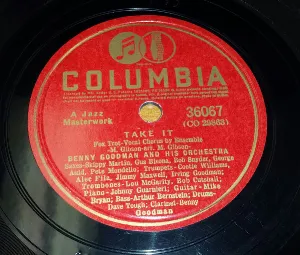 COLUMBIA
A Jazz
Masterwork
36067
(CO 29863)
TAKE IT
Fox Trot-Vocal Chorus by Ensemble
-M. Gibson-arr. M. Gibson-
BENNY GOODMAN AND HIS ORCHESTRA
Saxes-Skippy Martin, Gus Bivona, Bob Snyder, George
Auld, Pete Mondello; Trumpets-Cootie Williams,
Alec Fila, Jimmy Maxwell, Irving Goodman;
Trombones-Lou McGarity, Bob Cutshall;
Piano-Johnny Guarnieri; Guitar-Mike
Bryan; Bass-Arthur Bernstein; Drums-
Dave Tough; Clarinet-Benny
Goodman